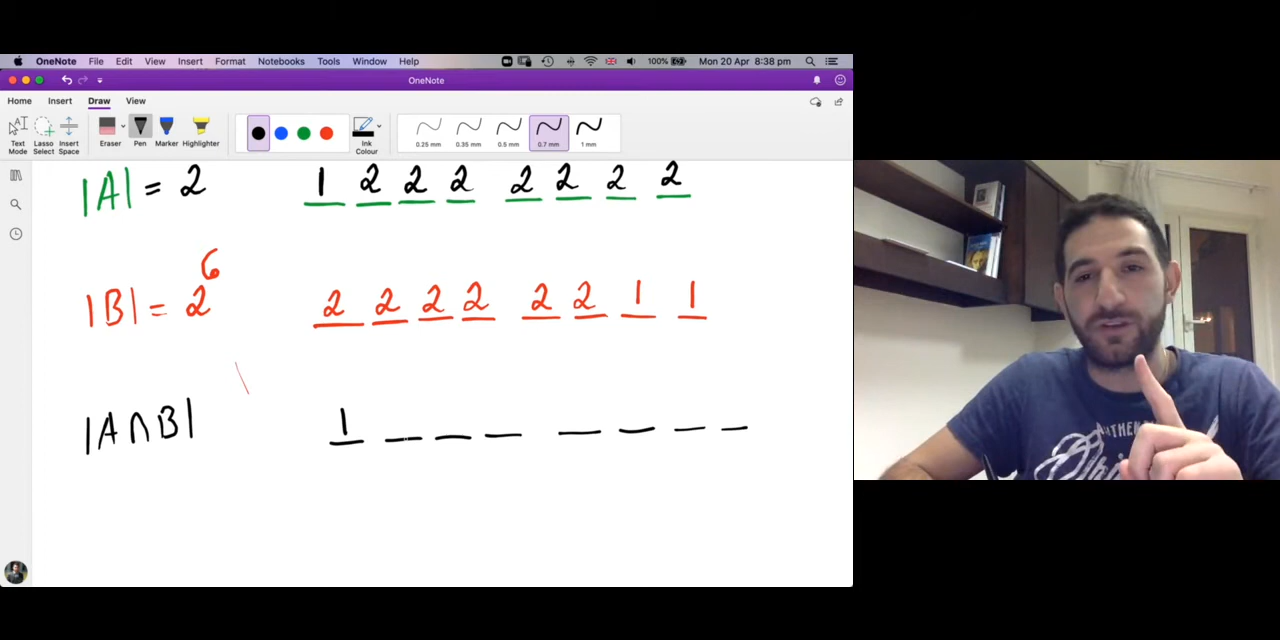 OneNote File Edit View Insert Format Notebooks Tools Window Help 100% Mon 20 Apr 8:38 pm
OneNote
Home Insert Draw View
Text Mode Lasso Select Insert Space Eraser Pen Marker Highlighter Ink Colour 0.25 mm 0.35 mm 0.5 mm 0.7 mm 1 mm
|A| = 2 1 2 2 2 2 2 2 2
|B| = 2^6 2 2 2 2 2 2 1 1
|A∩B| 1 _ _ _ _ _ _ _
ATHEN